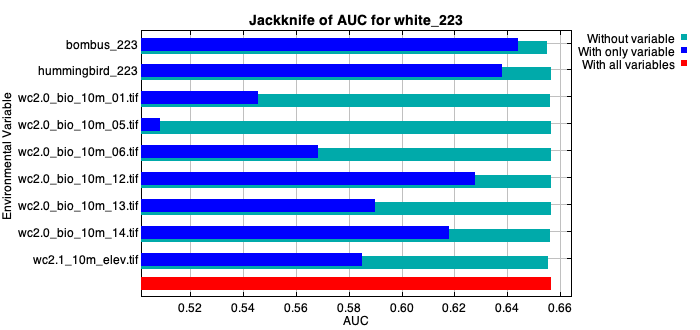 Jackknife of AUC for white_223
Without variable
With only variable
With all variables
Environmental Variable
bombus_223
hummingbird_223
wc2.0_bio_10m_01.tif
wc2.0_bio_10m_05.tif
wc2.0_bio_10m_06.tif
wc2.0_bio_10m_12.tif
wc2.0_bio_10m_13.tif
wc2.0_bio_10m_14.tif
wc2.1_10m_elev.tif
0.52 0.54 0.56 0.58 0.60 0.62 0.64 0.66
AUC